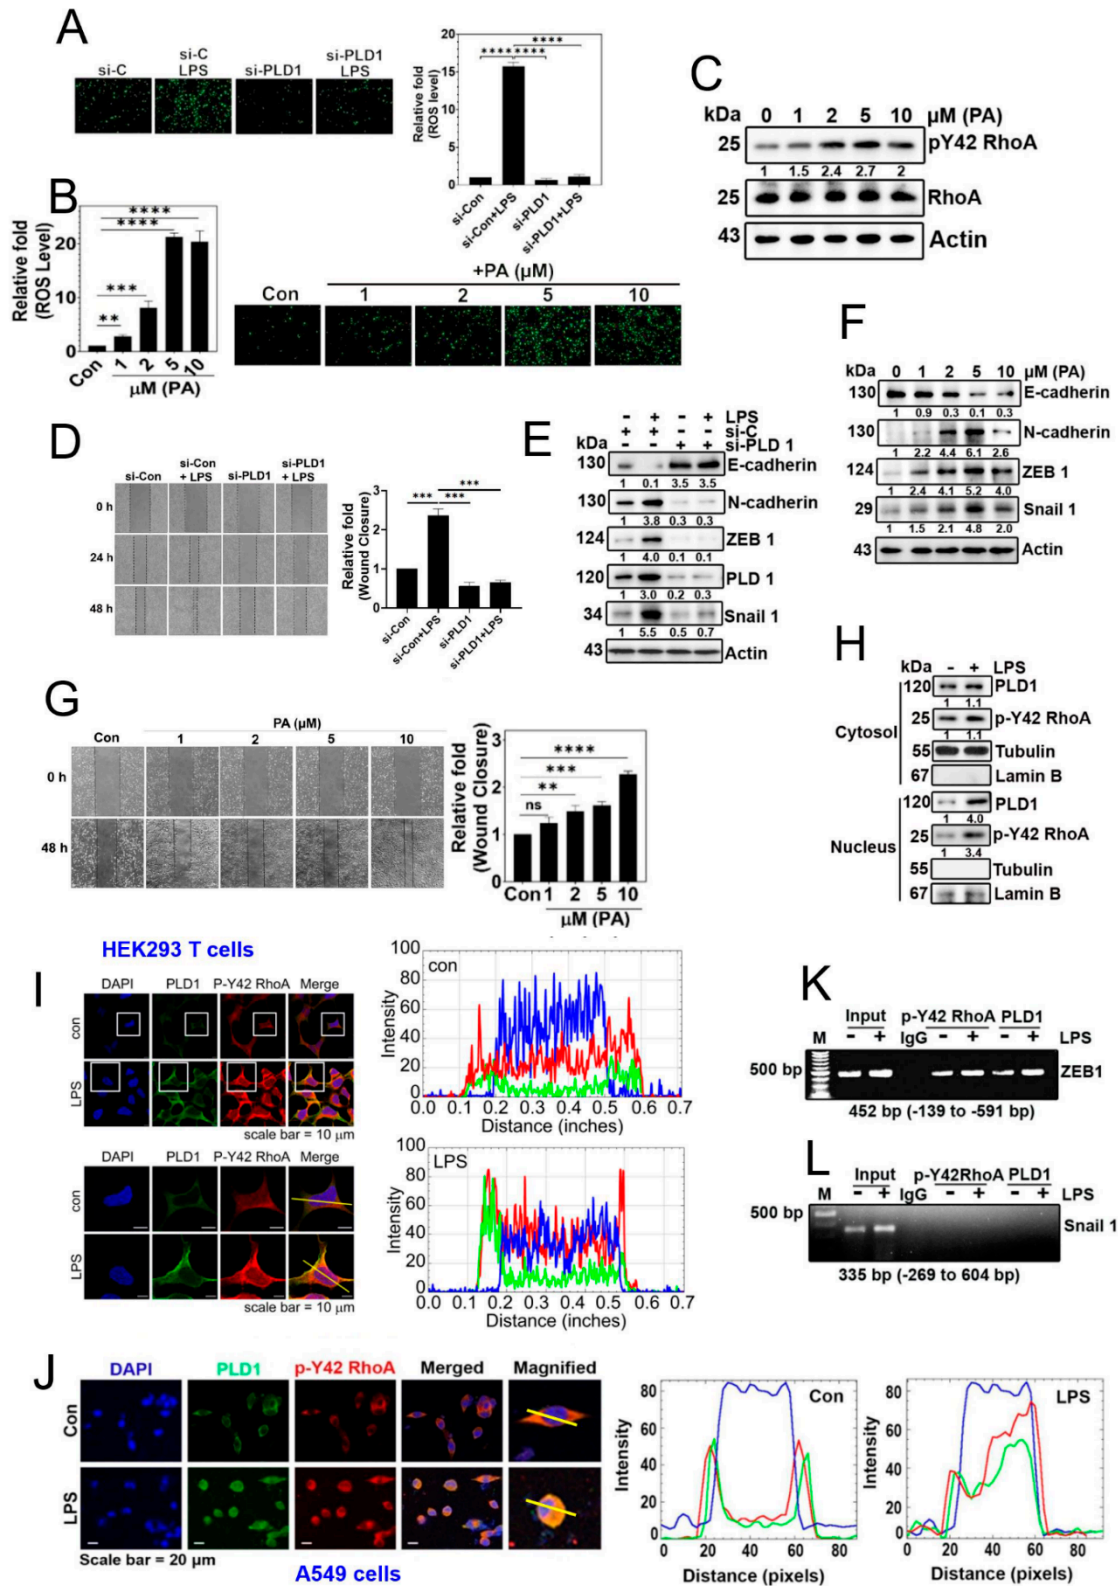 A
si-C
si-C
LPS
si-PLD1
si-PLD1
LPS
Relative fold
(ROS level)
20
15
10
5
0
**** ****
****
si-Con
si-Con+LPS
si-PLD1
si-PLD1+LPS
B
Relative fold
(ROS Level)
20
10
0
****
****
***
**
Con
1
2
5
10
μM (PA)
+PA (μM)
Con
1
2
5
10
C
kDa
0 1 2 5 10
μM (PA)
25
pY42 RhoA
1 1.5 2.4 2.7 2
25
RhoA
43
Actin
D
si-Con
si-Con
+ LPS
si-PLD1
si-PLD1
+ LPS
0 h
24 h
48 h
Relative fold
(Wound Closure)
3
2
1
0
***
***
***
si-Con
si-Con+LPS
si-PLD1
si-PLD1+LPS
E
- + - + LPS
+ + - - si-C
- - + + si-PLD 1
kDa
130
E-cadherin
1 0.1 3.5 3.5
130
N-cadherin
1 3.8 0.3 0.3
124
ZEB 1
1 4.0 0.1 0.1
120
PLD 1
1 3.0 0.2 0.3
34
Snail 1
1 5.5 0.5 0.7
43
Actin
F
kDa
0 1 2 5 10
μM (PA)
130
E-cadherin
1 0.9 0.3 0.1 0.3
130
N-cadherin
1 2.2 4.4 6.1 2.6
124
ZEB 1
1 2.4 4.1 5.2 4.0
29
Snail 1
1 1.5 2.1 4.8 2.0
43
Actin
G
PA (μM)
Con
1
2
5
10
0 h
48 h
Relative fold
(Wound Closure)
3
2
1
0
****
***
**
ns
Con
1
2
5
10
μM (PA)
H
kDa
- + LPS
Cytosol
120
PLD1
1 1.1
25
p-Y42 RhoA
1 1.1
55
Tubulin
67
Lamin B
Nucleus
120
PLD1
1 4.0
25
p-Y42 RhoA
1 3.4
55
Tubulin
67
Lamin B
HEK293 T cells
I
DAPI
PLD1
P-Y42 RhoA
Merge
con
LPS
scale bar = 10 μm
DAPI
PLD1
P-Y42 RhoA
Merge
con
LPS
scale bar = 10 μm
con
Intensity
100
80
60
40
20
0
0.0 0.1 0.2 0.3 0.4 0.5 0.6 0.7
Distance (inches)
LPS
Intensity
100
80
60
40
20
0
0.0 0.1 0.2 0.3 0.4 0.5 0.6 0.7
Distance (inches)
K
Input
p-Y42 RhoA
PLD1
M
- +
IgG
- +
- +
LPS
500 bp
ZEB1
452 bp (-139 to -591 bp)
L
Input
p-Y42RhoA
PLD1
M
- +
IgG
- +
- +
LPS
500 bp
Snail 1
335 bp (-269 to 604 bp)
J
DAPI
PLD1
p-Y42 RhoA
Merged
Magnified
Con
LPS
Scale bar = 20 μm
A549 cells
Con
Intensity
80
60
40
20
0
0 20 40 60 80
Distance (pixels)
LPS
Intensity
80
60
40
20
0
0 20 40 60 80
Distance (pixels)